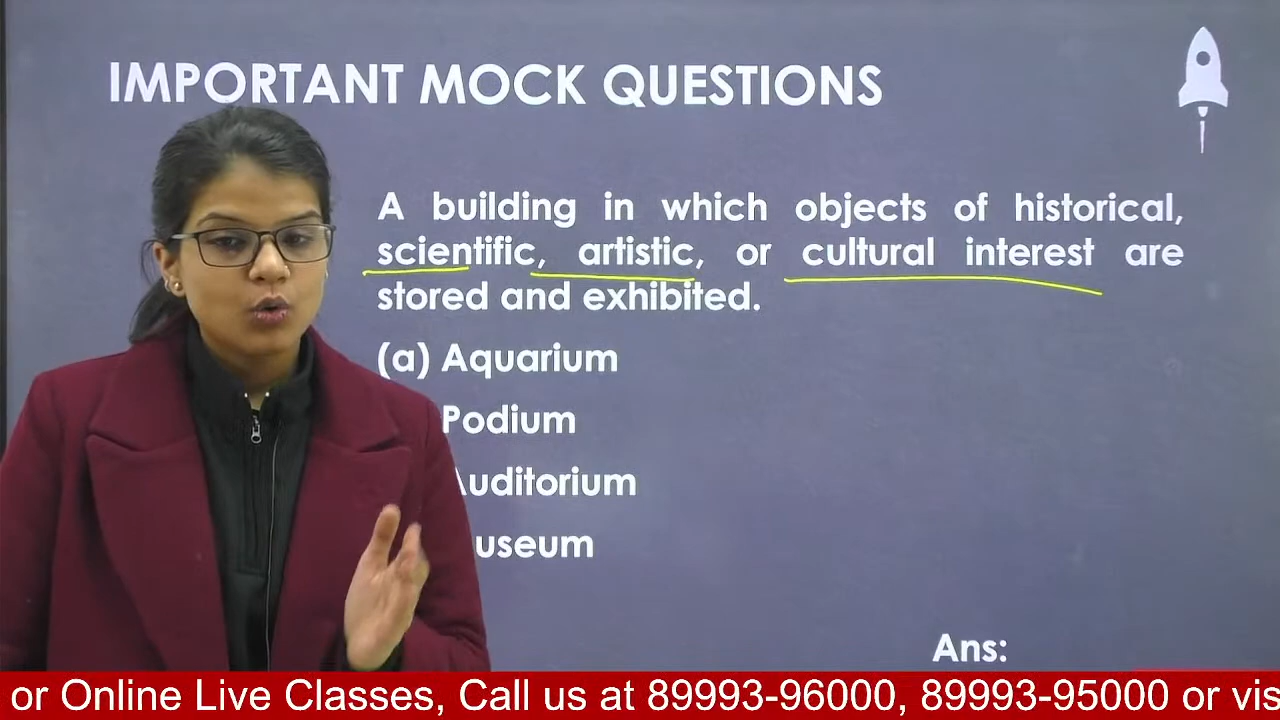 IMPORTANT MOCK QUESTIONS
A building in which objects of historical,
scientific, artistic, or cultural interest are
stored and exhibited.
(a) Aquarium
Podium
Auditorium
useum
Ans:
or Online Live Classes, Call us at 89993-96000, 89993-95000 or vis